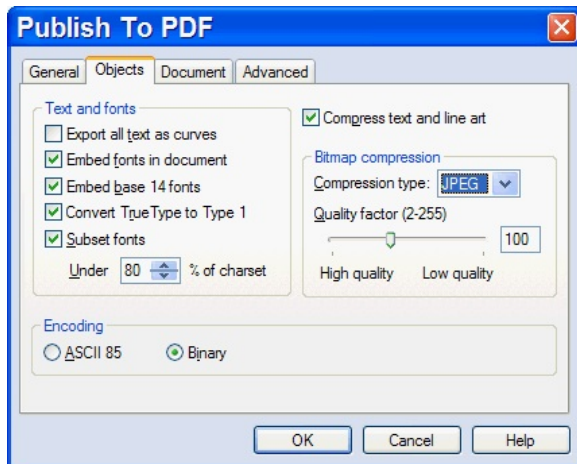 Publish To PDF
General Objects Document Advanced
Text and fonts
Export all text as curves
Embed fonts in document
Embed base 14 fonts
Convert TrueType to Type 1
Subset fonts
Under 80 % of charset
Compress text and line art
Bitmap compression
Compression type: JPEG
Quality factor (2-255)
100
High quality Low quality
Encoding
ASCII 85 Binary
OK Cancel Help